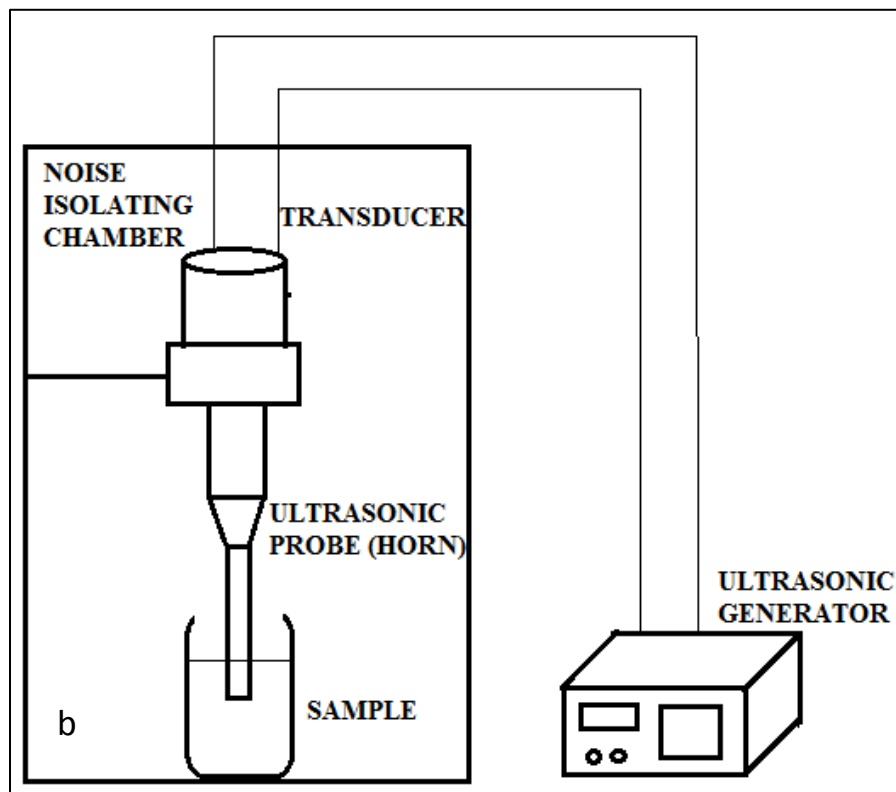 NOISE
ISOLATING
CHAMBER
TRANSDUCER
ULTRASONIC
PROBE (HORN)
ULTRASONIC
GENERATOR
SAMPLE
b